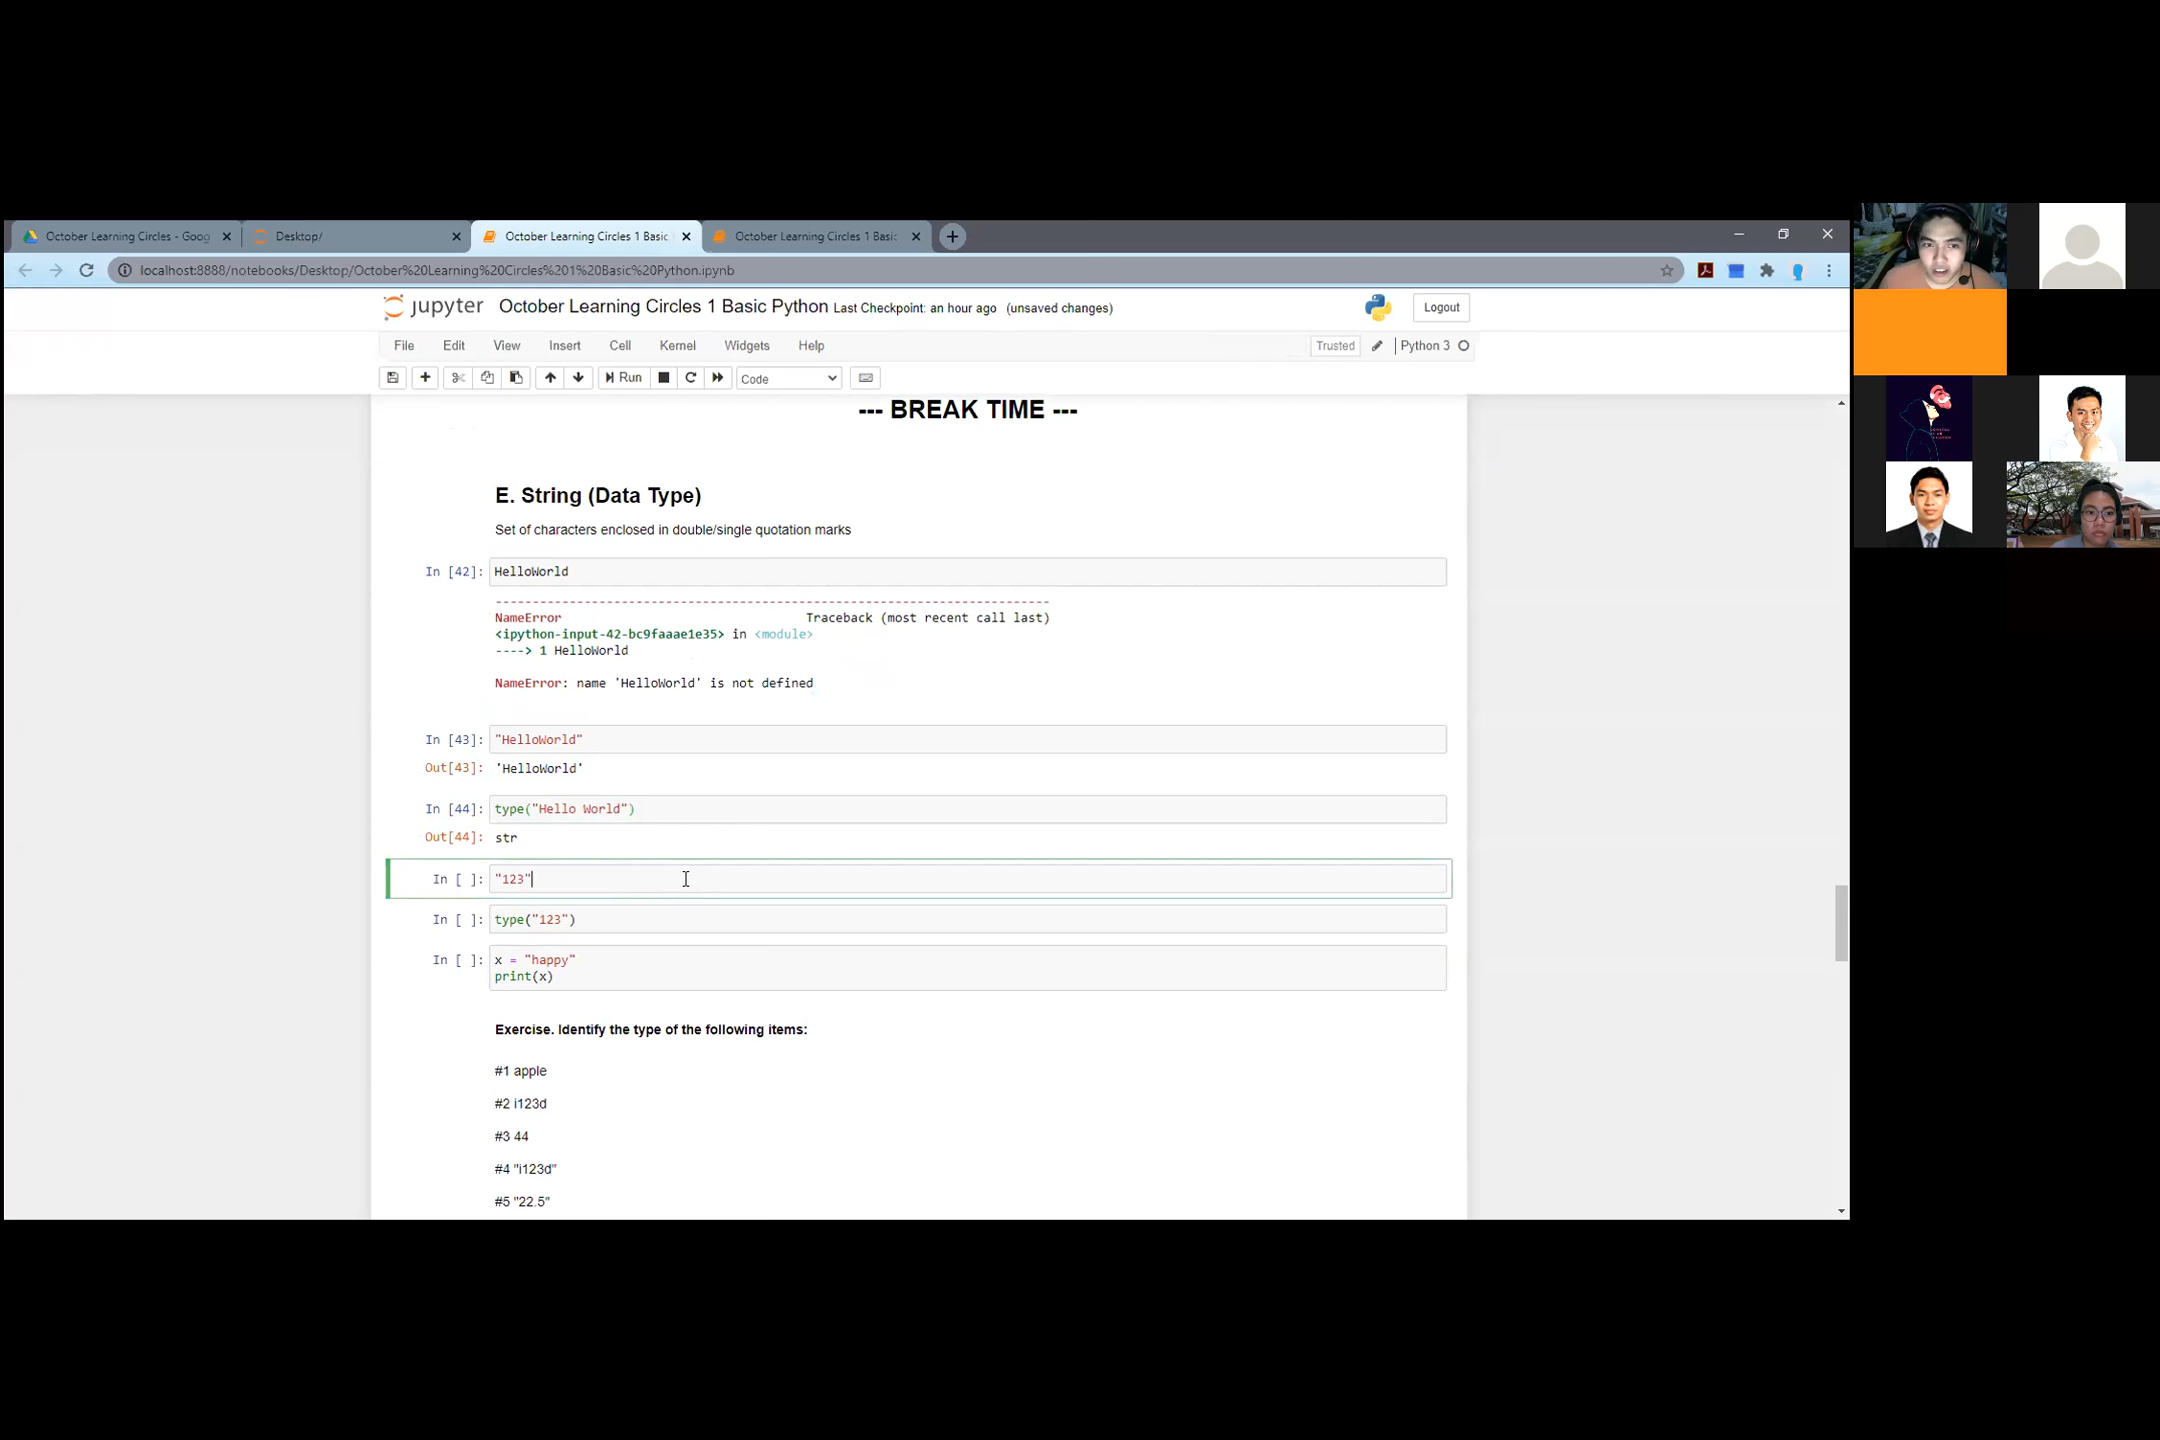 October Learning Circles - Goog
Desktop/
October Learning Circles 1 Basic
October Learning Circles 1 Basic
localhost:8888/notebooks/Desktop/October%20Learning%20Circles%201%20Basic%20Python.ipynb
jupyter October Learning Circles 1 Basic Python Last Checkpoint: an hour ago (unsaved changes)
Logout
File Edit View Insert Cell Kernel Widgets Help
Trusted Python 3
Run Code
--- BREAK TIME ---
E. String (Data Type)
Set of characters enclosed in double/single quotation marks
In [42]: HelloWorld
---------------------------------------------------------------------------
NameError Traceback (most recent call last)
<ipython-input-42-bc9faaae1e35> in <module>
----> 1 HelloWorld
NameError: name 'HelloWorld' is not defined
In [43]: "HelloWorld"
Out[43]: 'HelloWorld'
In [44]: type("Hello World")
Out[44]: str
In [ ]: "123"
In [ ]: type("123")
In [ ]: x = "happy"
print(x)
Exercise. Identify the type of the following items:
#1 apple
#2 i123d
#3 44
#4 "i123d"
#5 "22.5"